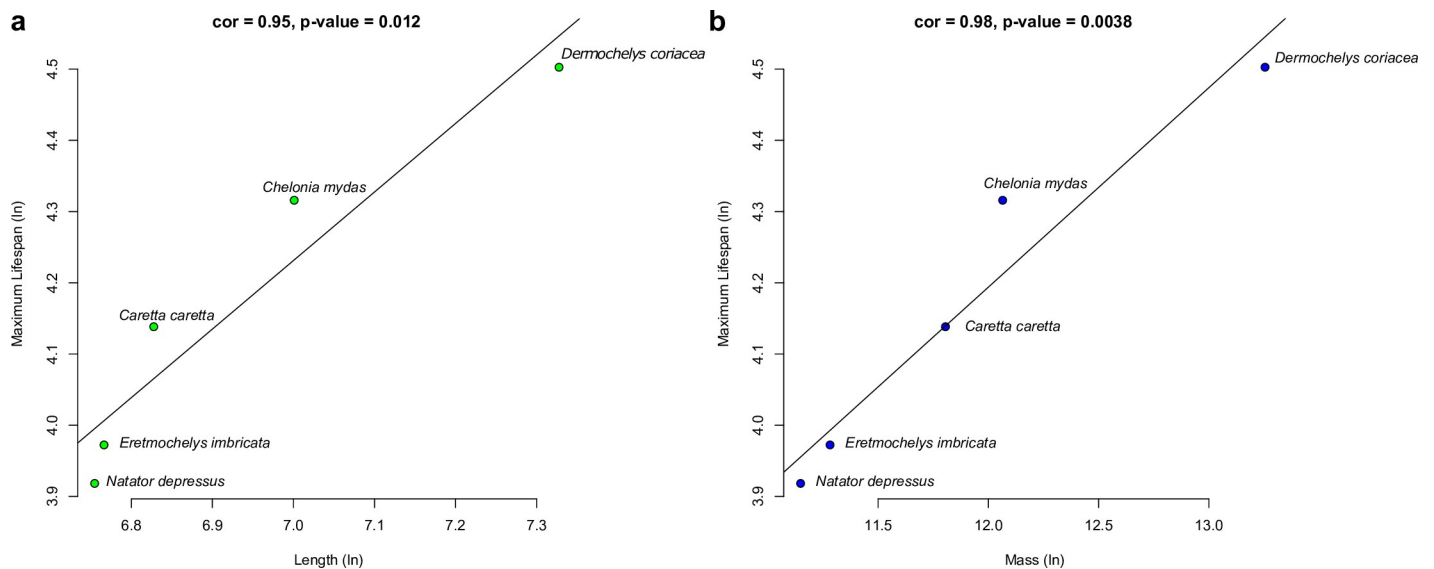 a
cor = 0.95, p-value = 0.012
Dermochelys coriacea
Chelonia mydas
Caretta caretta
Eretmochelys imbricata
Natator depressus
Maximum Lifespan (ln)
4.5
4.4
4.3
4.2
4.1
4.0
3.9
6.8 6.9 7.0 7.1 7.2 7.3
Length (ln)
b
cor = 0.98, p-value = 0.0038
Dermochelys coriacea
Chelonia mydas
Caretta caretta
Eretmochelys imbricata
Natator depressus
Maximum Lifespan (ln)
4.5
4.4
4.3
4.2
4.1
4.0
3.9
11.5 12.0 12.5 13.0
Mass (ln)